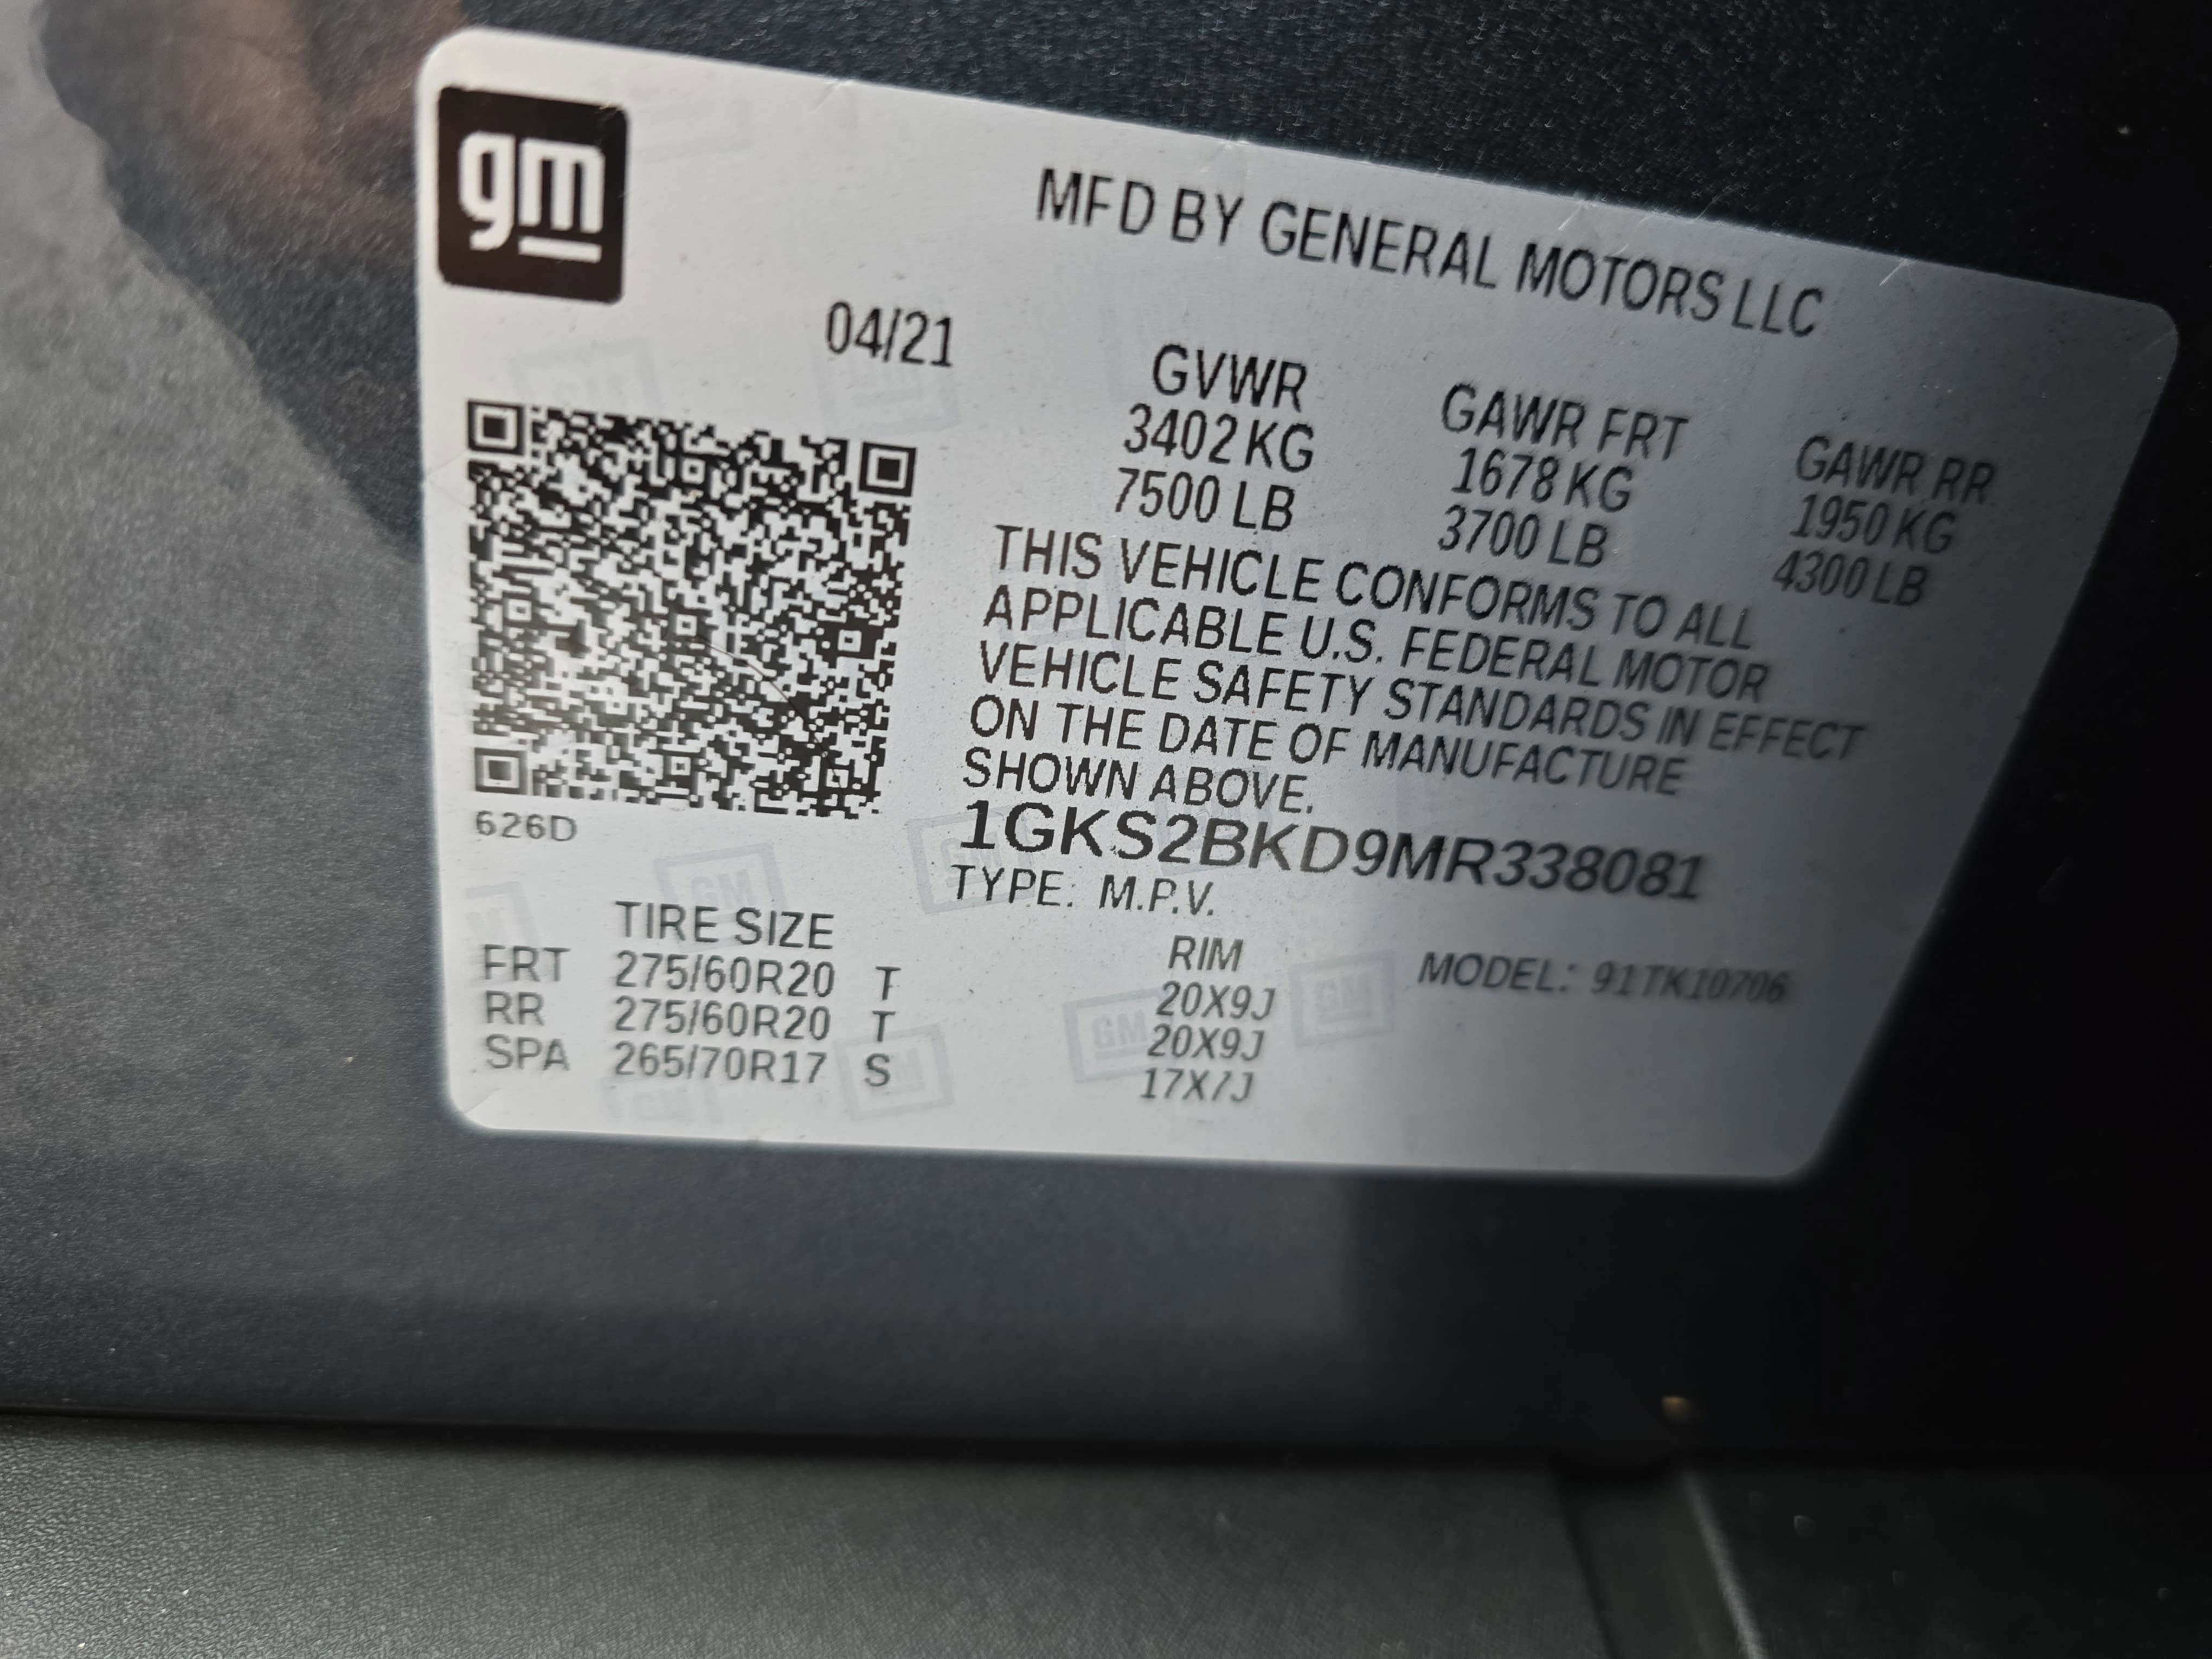 gm
MFD BY GENERAL MOTORS LLC
04/21
GVWR GAWR FRT GAWR RR
3402 KG 1678 KG 1950 KG
7500 LB 3700 LB 4300 LB
THIS VEHICLE CONFORMS TO ALL
APPLICABLE U.S. FEDERAL MOTOR
VEHICLE SAFETY STANDARDS IN EFFECT
ON THE DATE OF MANUFACTURE
SHOWN ABOVE.
626D
1GKS2BKD9MR338081
TYPE: M.P.V.
TIRE SIZE RIM MODEL: 91TK10706
FRT 275/60R20 T 20X9J
RR 275/60R20 T 20X9J
SPA 265/70R17 S 17X7J